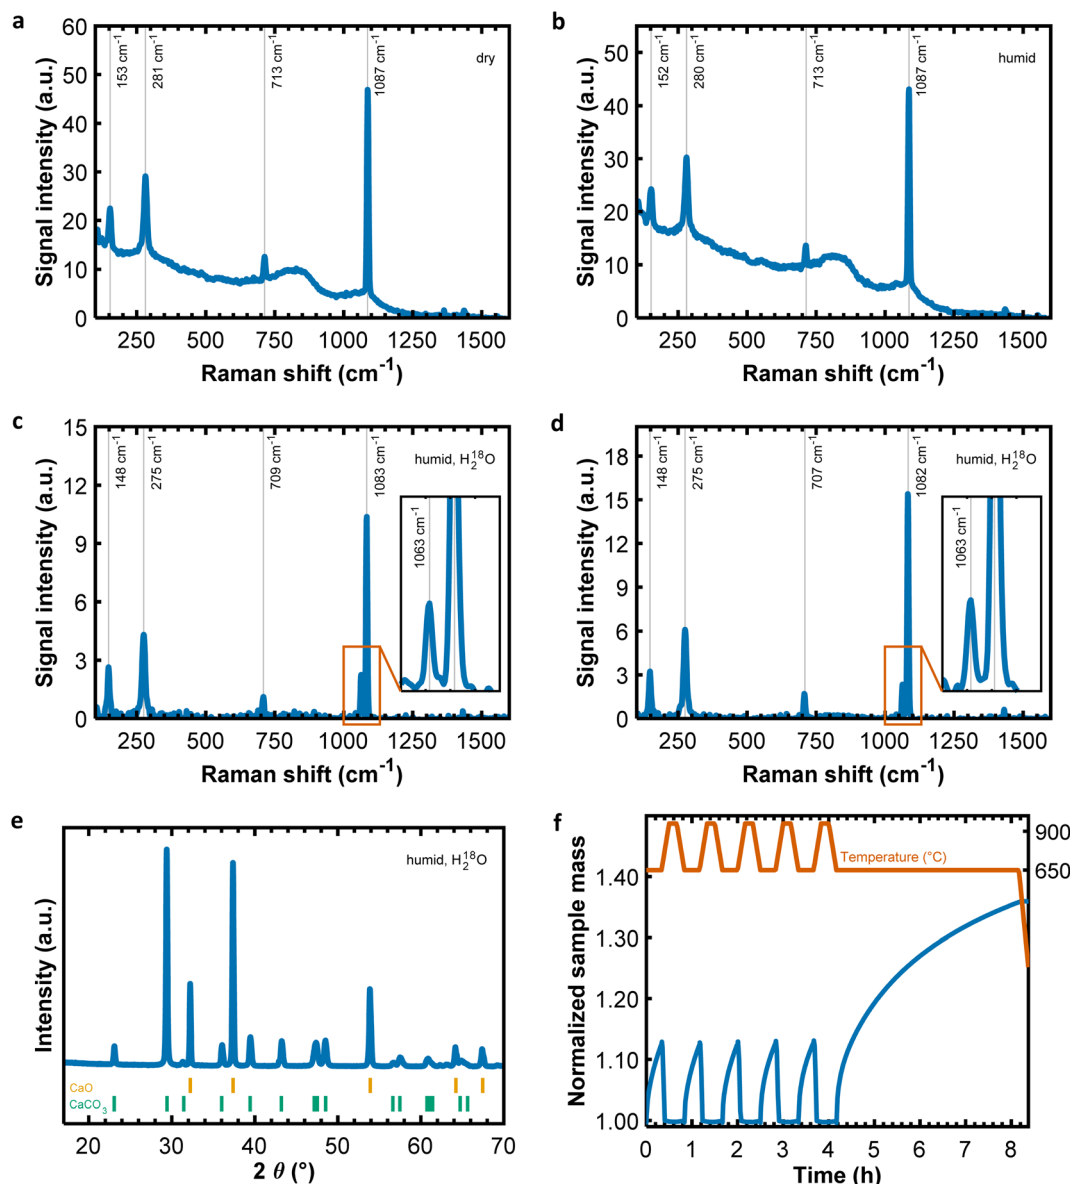 a
60
50
40
30
20
10
0
Signal intensity (a.u.)
153 cm⁻¹
281 cm⁻¹
713 cm⁻¹
1087 cm⁻¹
dry
250 500 750 1000 1250 1500
Raman shift (cm⁻¹)
b
50
40
30
20
10
0
Signal intensity (a.u.)
152 cm⁻¹
280 cm⁻¹
713 cm⁻¹
1087 cm⁻¹
humid
250 500 750 1000 1250 1500
Raman shift (cm⁻¹)
c
15
12
9
6
3
0
Signal intensity (a.u.)
148 cm⁻¹
275 cm⁻¹
709 cm⁻¹
1083 cm⁻¹
humid, H₂¹⁸O
1063 cm⁻¹
250 500 750 1000 1250 1500
Raman shift (cm⁻¹)
d
18
15
12
9
6
3
0
Signal intensity (a.u.)
148 cm⁻¹
275 cm⁻¹
707 cm⁻¹
1082 cm⁻¹
humid, H₂¹⁸O
1063 cm⁻¹
250 500 750 1000 1250 1500
Raman shift (cm⁻¹)
e
Intensity (a.u.)
humid, H₂¹⁸O
CaO
CaCO₃
20 30 40 50 60 70
2 θ (°)
f
1.40
1.30
1.20
1.10
1.00
Normalized sample mass
Temperature (°C)
900
650
0 1 2 3 4 5 6 7 8
Time (h)